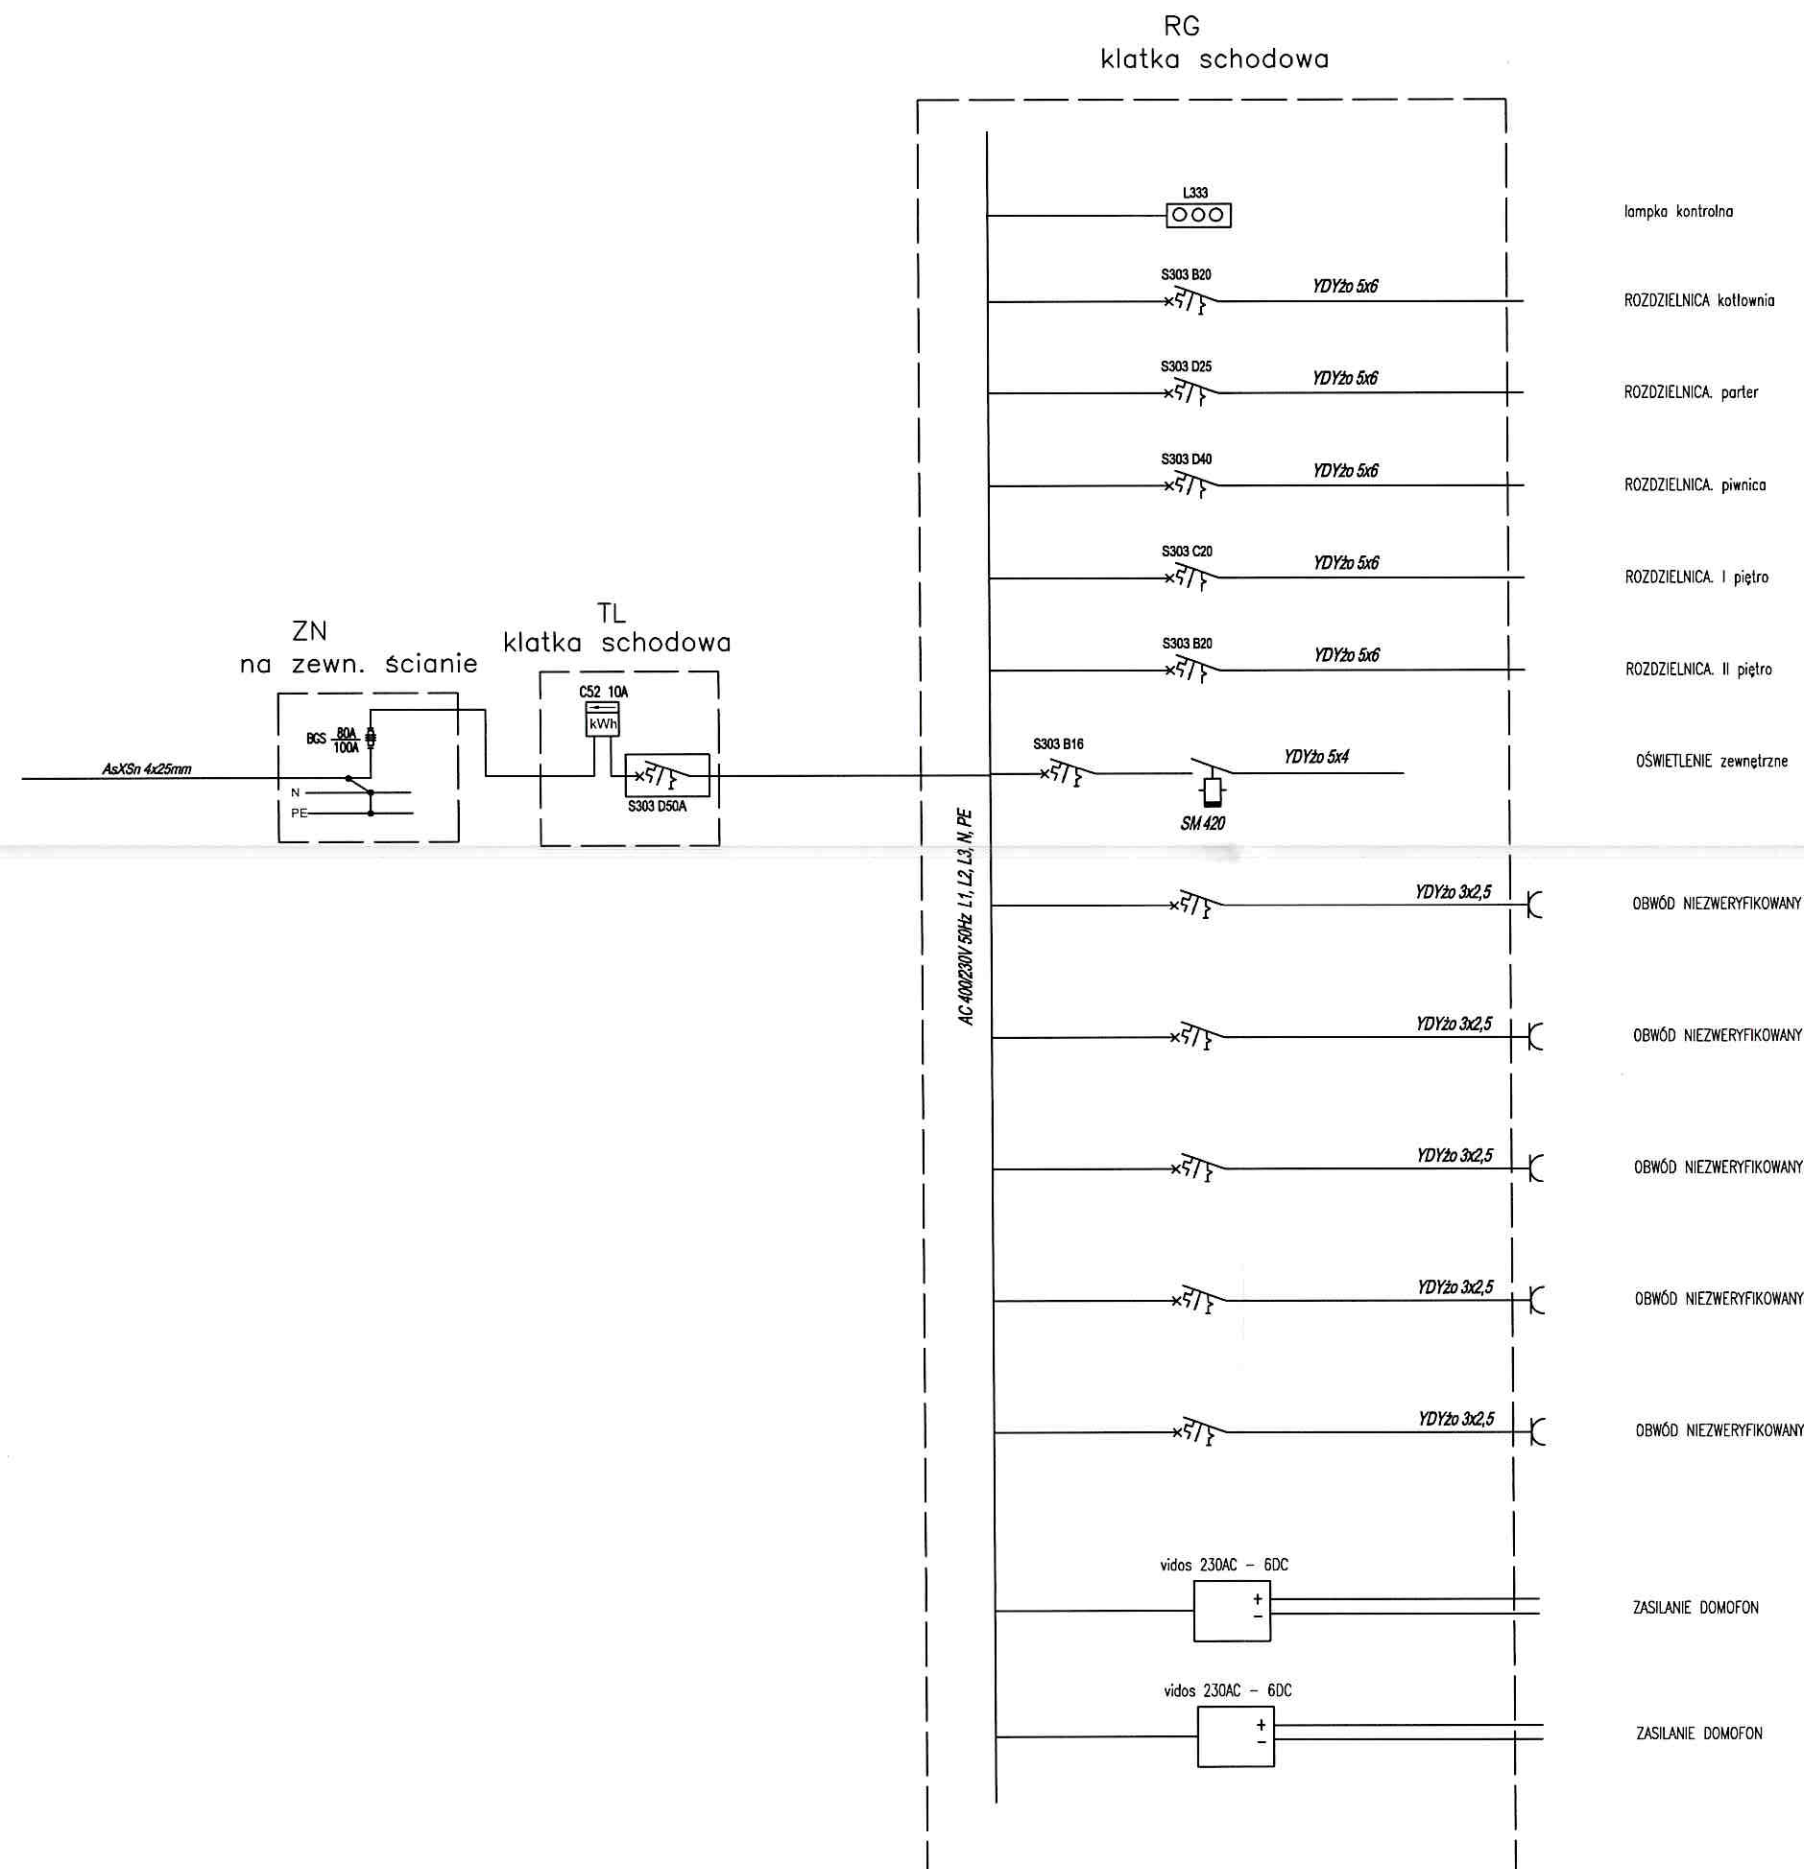 RG
klatka schodowa
L333
lampka kontrolna
S303 B20
YDYżo 5x6
ROZDZIELNICA kotłownia
S303 D25
YDYżo 5x6
ROZDZIELNICA. parter
S303 D40
YDYżo 5x6
ROZDZIELNICA. piwnica
S303 C20
YDYżo 5x6
ROZDZIELNICA. I piętro
S303 B20
YDYżo 5x6
ROZDZIELNICA. II piętro
ZN
na zewn. ścianie
BGS 80A
100A
AsXSn 4x25mm
N
PE
TL
klatka schodowa
C52 10A
kWh
S303 D50A
S303 B16
YDYżo 5x4
SM 420
OŚWIETLENIE zewnętrzne
AC 400/230V 50Hz L1, L2, L3, N, PE
YDYżo 3x2,5
OBWÓD NIEZWERYFIKOWANY
YDYżo 3x2,5
OBWÓD NIEZWERYFIKOWANY
YDYżo 3x2,5
OBWÓD NIEZWERYFIKOWANY
YDYżo 3x2,5
OBWÓD NIEZWERYFIKOWANY
YDYżo 3x2,5
OBWÓD NIEZWERYFIKOWANY
vidos 230AC - 6DC
+
-
ZASILANIE DOMOFON
vidos 230AC - 6DC
+
-
ZASILANIE DOMOFON